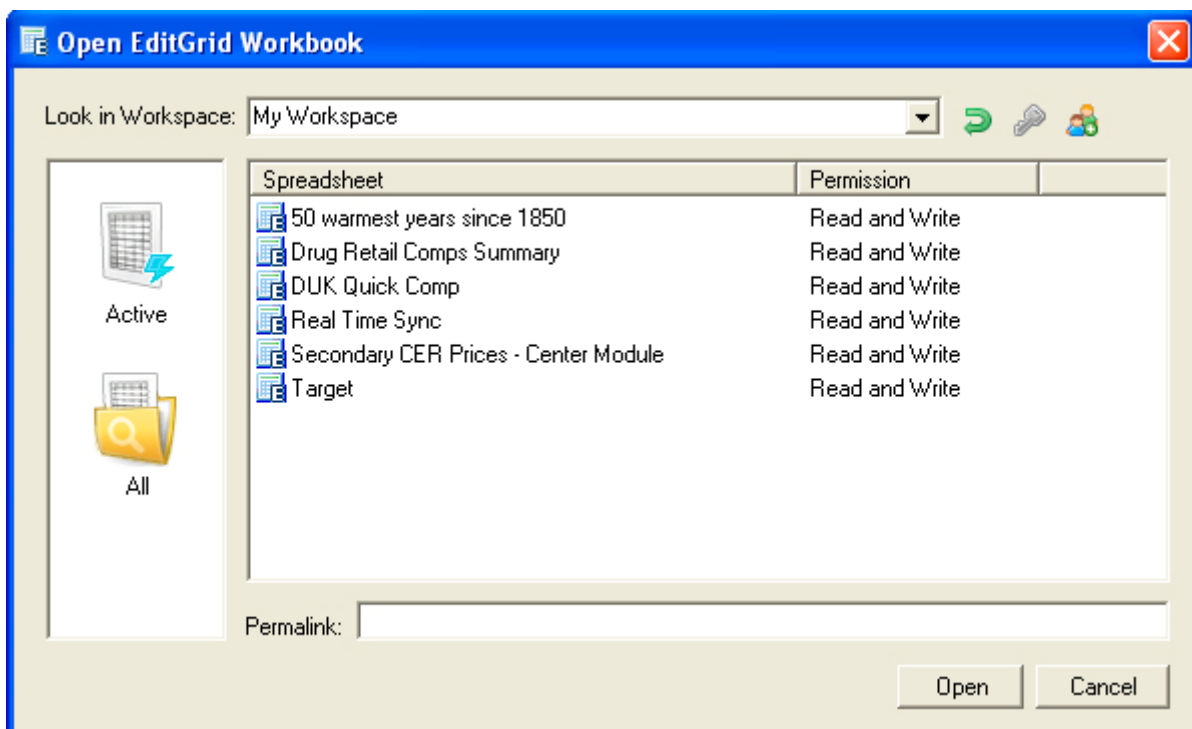 Open EditGrid Workbook
Look in Workspace: My Workspace
Spreadsheet Permission
50 warmest years since 1850 Read and Write
Drug Retail Comps Summary Read and Write
DUK Quick Comp Read and Write
Active
Real Time Sync Read and Write
Secondary CER Prices - Center Module Read and Write
Target Read and Write
All
Permalink:
Open Cancel